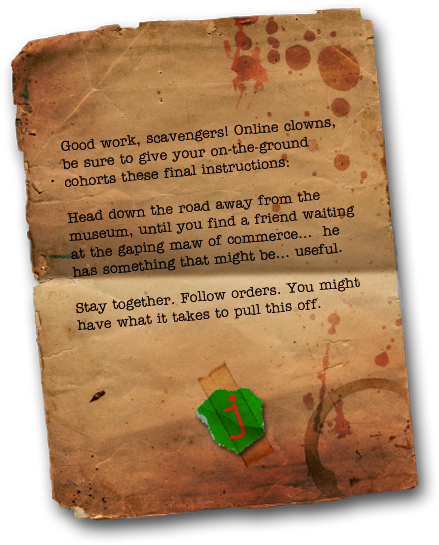 Good work, scavengers! Online clowns,
be sure to give your on-the-ground
cohorts these final instructions:
Head down the road away from the
museum, until you find a friend waiting
at the gaping maw of commerce... he
has something that might be... useful.
Stay together. Follow orders. You might
have what it takes to pull this off.
j